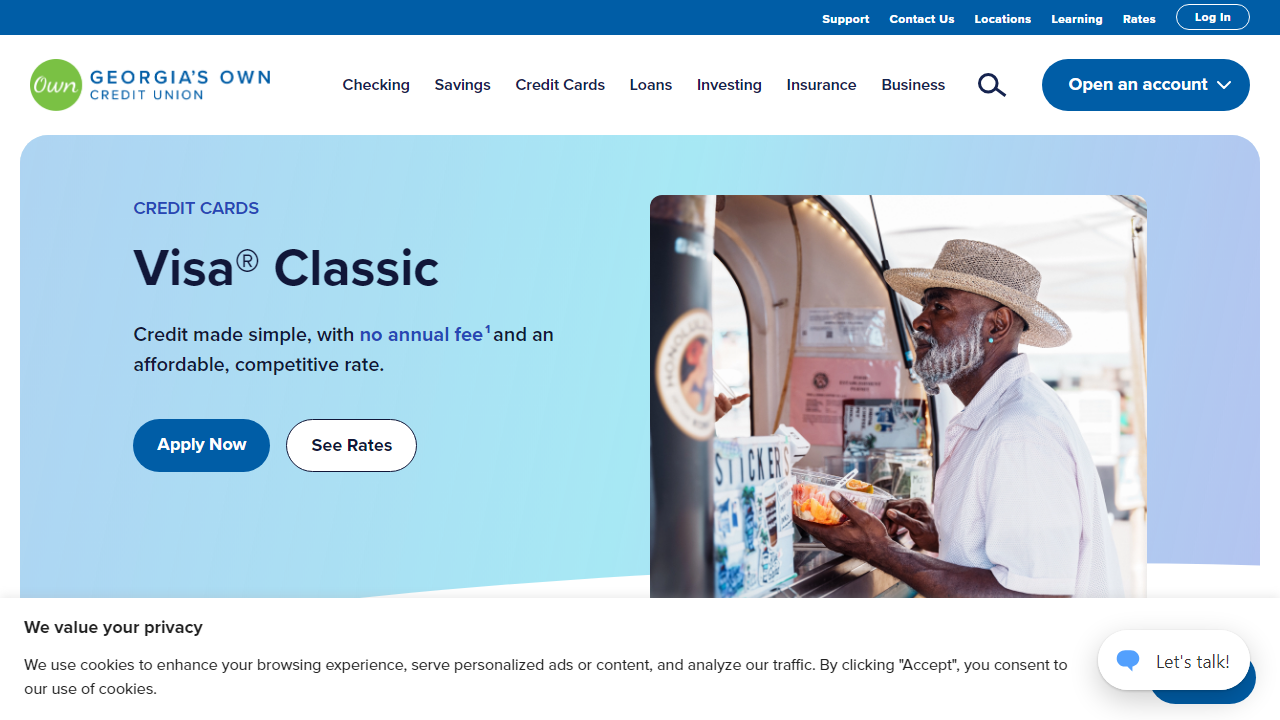 Support Contact Us Locations Learning Rates Log In
Own GEORGIA'S OWN
CREDIT UNION
Checking Savings Credit Cards Loans Investing Insurance Business Open an account
CREDIT CARDS
Visa® Classic
Credit made simple, with no annual fee¹ and an
affordable, competitive rate.
Apply Now See Rates
STICKERS
We value your privacy
We use cookies to enhance your browsing experience, serve personalized ads or content, and analyze our traffic. By clicking "Accept", you consent to
our use of cookies.
Let's talk!